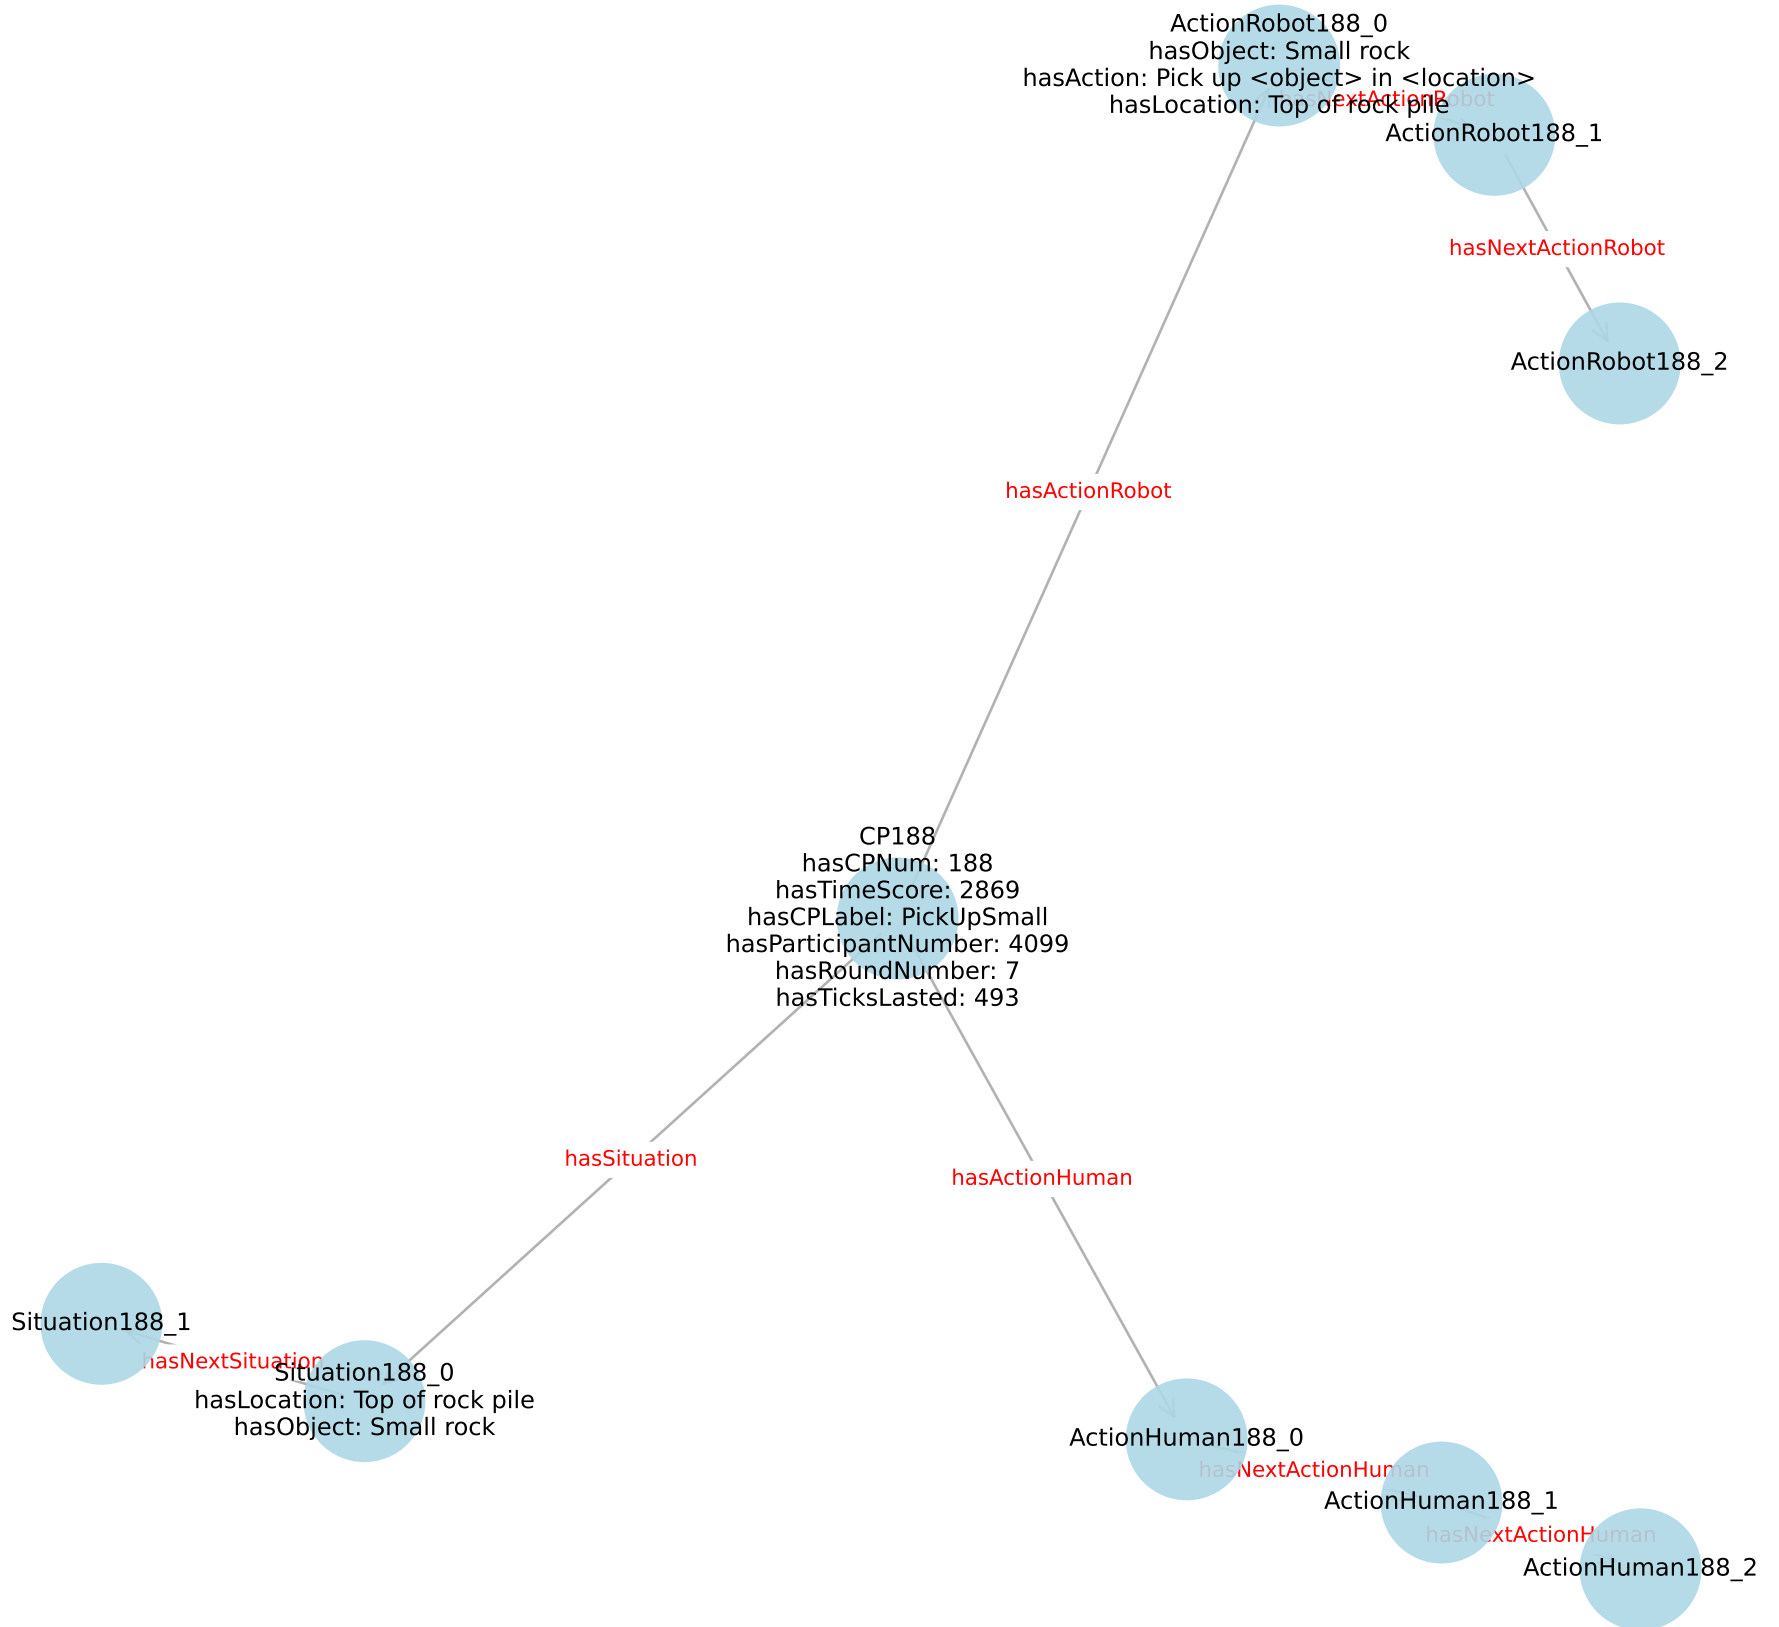 ActionRobot188_0
hasObject: Small rock
hasAction: Pick up <object> in <location>
hasLocation: Top of rock pile
hasNextActionRobot
ActionRobot188_1
hasNextActionRobot
ActionRobot188_2
hasActionRobot
CP188
hasCPNum: 188
hasTimeScore: 2869
hasCPLabel: PickUpSmall
hasParticipantNumber: 4099
hasRoundNumber: 7
hasTicksLasted: 493
hasSituation
hasActionHuman
Situation188_1
hasNextSituation
Situation188_0
hasLocation: Top of rock pile
hasObject: Small rock
ActionHuman188_0
hasNextActionHuman
ActionHuman188_1
hasNextActionHuman
ActionHuman188_2